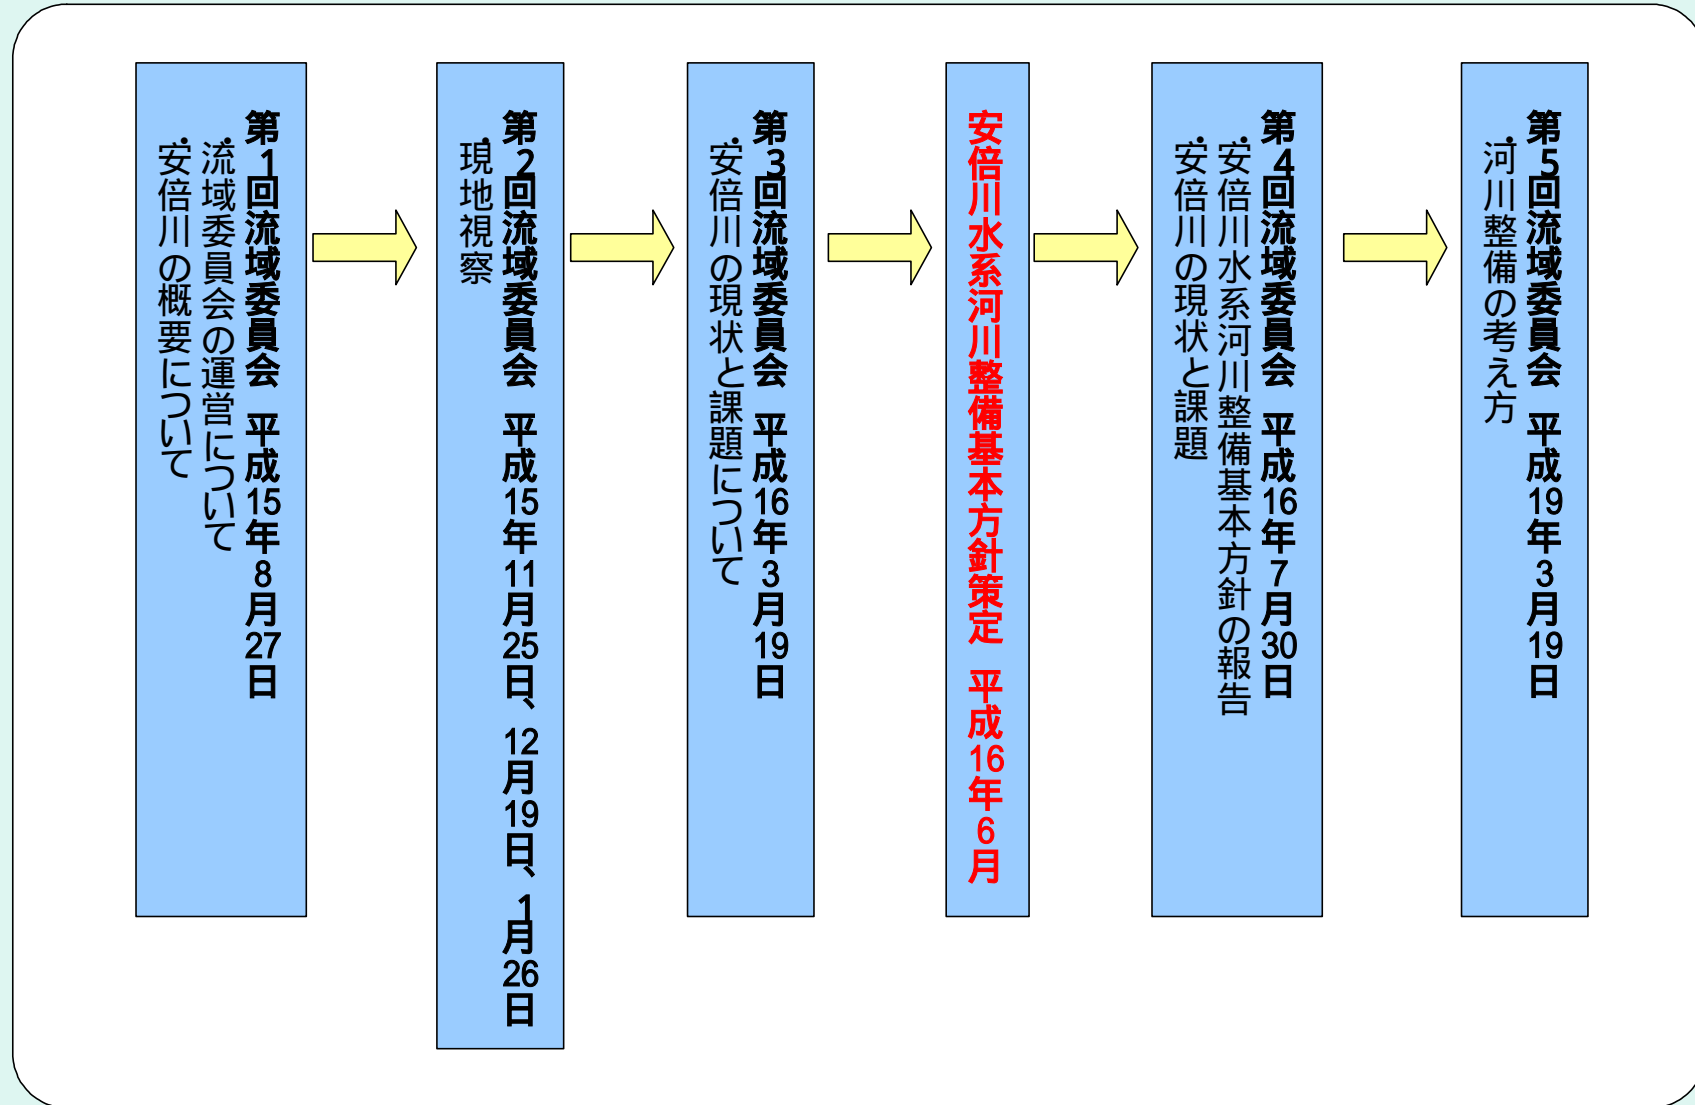 第1回流域委員会 平成15年8月27日
・流域委員会の運営について
・安倍川の概要について
第2回流域委員会 平成15年11月25日、12月19日、1月26日
・現地視察
第3回流域委員会 平成16年3月19日
・安倍川の現状と課題について
安倍川水系河川整備基本方針策定 平成16年6月
第4回流域委員会 平成16年7月30日
・安倍川水系河川整備基本方針の報告
・安倍川の現状と課題
第5回流域委員会 平成19年3月19日
・河川整備の考え方